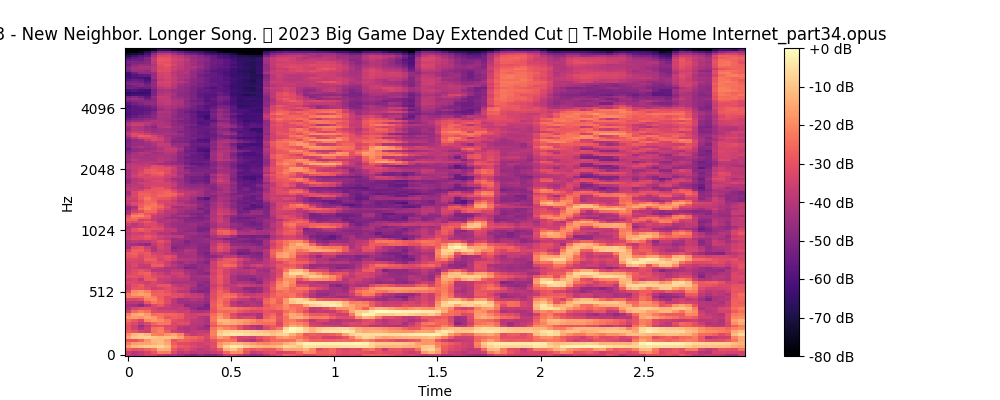 3 - New Neighbor. Longer Song. 2023 Big Game Day Extended Cut T-Mobile Home Internet_part34.opus
+0 dB
-10 dB
-20 dB
-30 dB
-40 dB
-50 dB
-60 dB
-70 dB
-80 dB
4096
2048
1024
512
0
Hz
0
0.5
1
1.5
2
2.5
Time